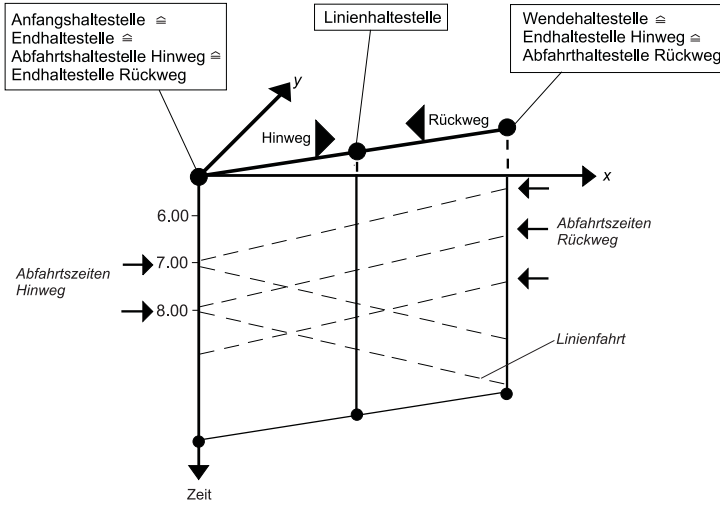 Anfangshaltestelle ≙
Endhaltestelle ≙
Abfahrtshaltestelle Hinweg ≙
Endhaltestelle Rückweg
Linienhaltestelle
Wendehaltestelle ≙
Endhaltestelle Hinweg ≙
Abfahrthaltestelle Rückweg
y
Hinweg
Rückweg
x
6.00
7.00
8.00
Abfahrtszeiten
Hinweg
Abfahrtszeiten
Rückweg
Linienfahrt
Zeit